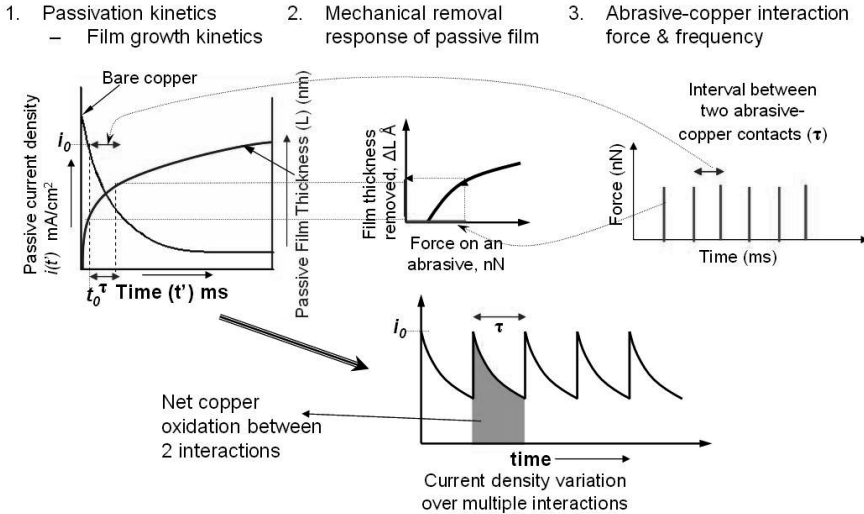 1. Passivation kinetics
– Film growth kinetics
2. Mechanical removal
response of passive film
3. Abrasive-copper interaction
force & frequency
Bare copper
i₀
Passive current density
i(t') mA/cm2
Passive Film Thickness (L) (nm)
t₀ τ Time (t') ms
Film thickness
removed, ΔL Å
Force on an
abrasive, nN
Interval between
two abrasive-
copper contacts (τ)
Force (nN)
Time (ms)
i₀
τ
Net copper
oxidation between
2 interactions
time
Current density variation
over multiple interactions